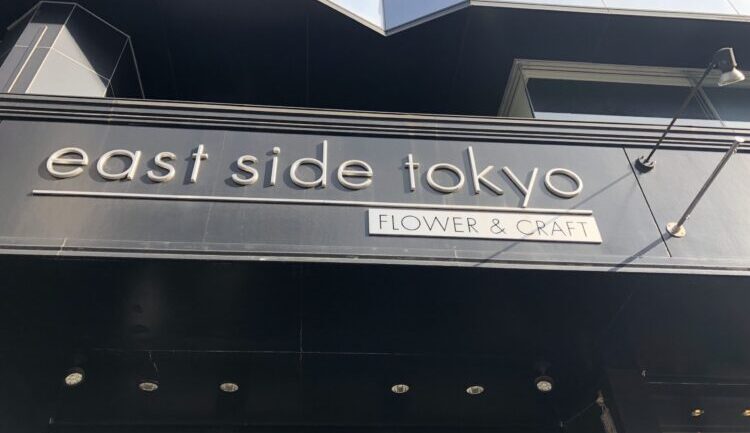 east side tokyo
FLOWER & CRAFT